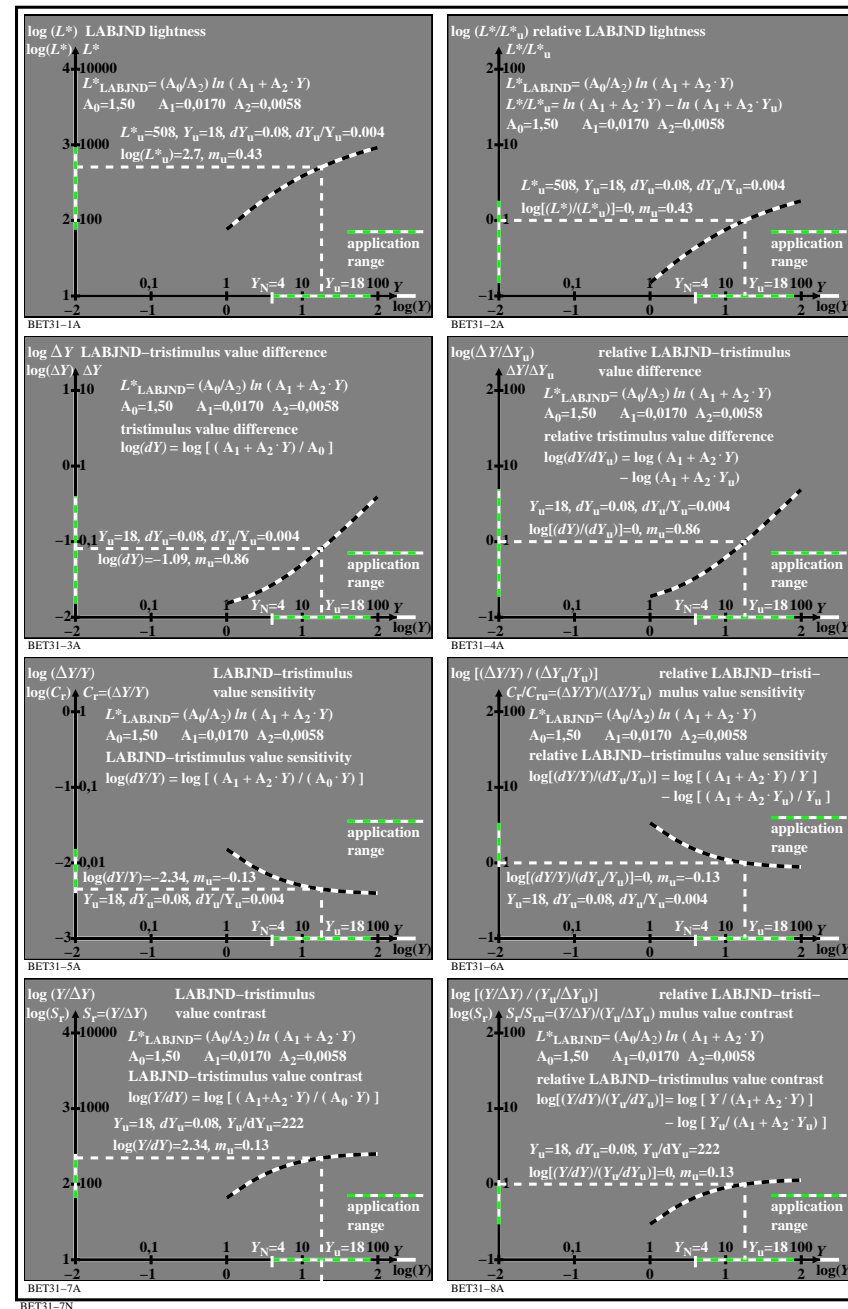 log (L*) LABJND lightness
log(L*) L*
4 10000
L*LABJND= (A0/A2) ln ( A1 + A2 · Y)
A0=1,50 A1=0,0170 A2=0,0058
L*u=508, Yu=18, dYu=0.08, dYu/Yu=0.004
3 1000
log(L*u)=2.7, mu=0.43
2 100
application
range
0,1 1 YN=4 10 Yu=18 100 Y
1
−2 −1 0 1 2 log(Y)
BET31−1A
log (L*/L*u) relative LABJND lightness
L*/L*u
2 100
L*LABJND= (A0/A2) ln ( A1 + A2 · Y)
L*/L*u= ln ( A1 + A2 · Y) − ln ( A1 + A2 · Yu)
A0=1,50 A1=0,0170 A2=0,0058
1 10
L*u=508, Yu=18, dYu=0.08, dYu/Yu=0.004
log[(L*)/(L*u)]=0, mu=0.43
0 1
application
range
0,1 1 YN=4 10 Yu=18 100 Y
−1
−2 −1 0 1 2 log(Y)
BET31−2A
log ΔY LABJND−tristimulus value difference
log(ΔY) ΔY
1 10
L*LABJND= (A0/A2) ln ( A1 + A2 · Y)
A0=1,50 A1=0,0170 A2=0,0058
tristimulus value difference
log(dY) = log [ ( A1 + A2 · Y) / A0 ]
0 1
Yu=18, dYu=0.08, dYu/Yu=0.004
−1 0,1
log(dY)=−1.09, mu=0.86
application
range
0,1 1 YN=4 10 Yu=18 100 Y
−2
−2 −1 0 1 2 log(Y)
BET31−3A
log(ΔY/ΔYu) relative LABJND−tristimulus
ΔY/ΔYu value difference
2 100
L*LABJND= (A0/A2) ln ( A1 + A2 · Y)
A0=1,50 A1=0,0170 A2=0,0058
relative tristimulus value difference
log(dY/dYu) = log ( A1 + A2 · Y)
1 10
− log (A1 + A2 · Yu)
Yu=18, dYu=0.08, dYu/Yu=0.004
log[(dY)/(dYu)]=0, mu=0.86
0 1
application
range
0,1 1 YN=4 10 Yu=18 100 Y
−1
−2 −1 0 1 2 log(Y)
BET31−4A
log (ΔY/Y) LABJND−tristimulus
log(Cr) Cr=(ΔY/Y) value sensitivity
0 1
L*LABJND= (A0/A2) ln ( A1 + A2 · Y)
A0=1,50 A1=0,0170 A2=0,0058
LABJND−tristimulus value sensitivity
log(dY/Y) = log [ ( A1 + A2 · Y) / ( A0 · Y) ]
−1 0,1
application
range
−2 0,01
log(dY/Y)=−2.34, mu=−0.13
Yu=18, dYu=0.08, dYu/Yu=0.004
0,1 1 YN=4 10 Yu=18 100 Y
−3
−2 −1 0 1 2 log(Y)
BET31−5A
log [(ΔY/Y) / (ΔYu/Yu)] relative LABJND−tristi−
Cr/Cru=(ΔY/Y)/(ΔY/Yu) mulus value sensitivity
2 100
L*LABJND= (A0/A2) ln ( A1 + A2 · Y)
A0=1,50 A1=0,0170 A2=0,0058
relative LABJND−tristimulus value sensitivity
log[(dY/Y)/(dYu/Yu)] = log [ ( A1 + A2 · Y) / Y ]
1 10
− log [ ( A1 + A2 · Yu) / Yu ]
application
range
0 1
log[(dY/Y)/(dYu/Yu)]=0, mu=−0.13
Yu=18, dYu=0.08, dYu/Yu=0.004
0,1 1 YN=4 10 Yu=18 100 Y
−1
−2 −1 0 1 2 log(Y)
BET31−6A
log (Y/ΔY) LABJND−tristimulus
log(Sr) Sr=(Y/ΔY) value contrast
4 10000
L*LABJND= (A0/A2) ln ( A1 + A2 · Y)
A0=1,50 A1=0,0170 A2=0,0058
LABJND−tristimulus value contrast
log(Y/dY) = log [ ( A1+A2 · Y) / ( A0 · Y) ]
3 1000
Yu=18, dYu=0.08, Yu/dYu=222
log(Y/dY)=2.34, mu=0.13
2 100
application
range
0,1 1 YN=4 10 Yu=18 100 Y
1
−2 −1 0 1 2 log(Y)
BET31−7A
log [(Y/ΔY) / (Yu/ΔYu)] relative LABJND−tristi−
log(Sr) Sr/Sru=(Y/ΔY)/(Yu/ΔYu) mulus value contrast
2 100
L*LABJND= (A0/A2) ln ( A1 + A2 · Y)
A0=1,50 A1=0,0170 A2=0,0058
relative LABJND−tristimulus value contrast
log[(Y/dY)/(Yu/dYu)]= log [ Y / (A1+ A2 · Y) ]
1 10
− log [ Yu/ (A1 + A2 · Yu) ]
Yu=18, dYu=0.08, Yu/dYu=222
log[(Y/dY)/(Yu/dYu)]=0, mu=0.13
0 1
application
range
0,1 1 YN=4 10 Yu=18 100 Y
−1
−2 −1 0 1 2 log(Y)
BET31−8A
BET31−7N